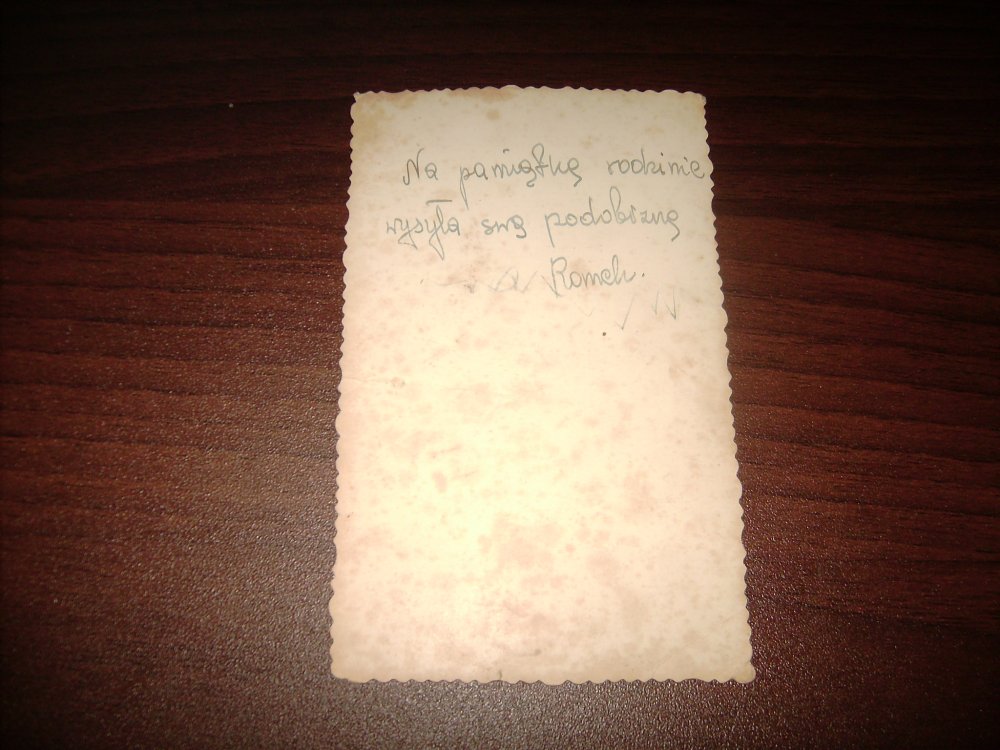 Na pamiątkę rodzinie
wysyła swą podobiznę
Romek.